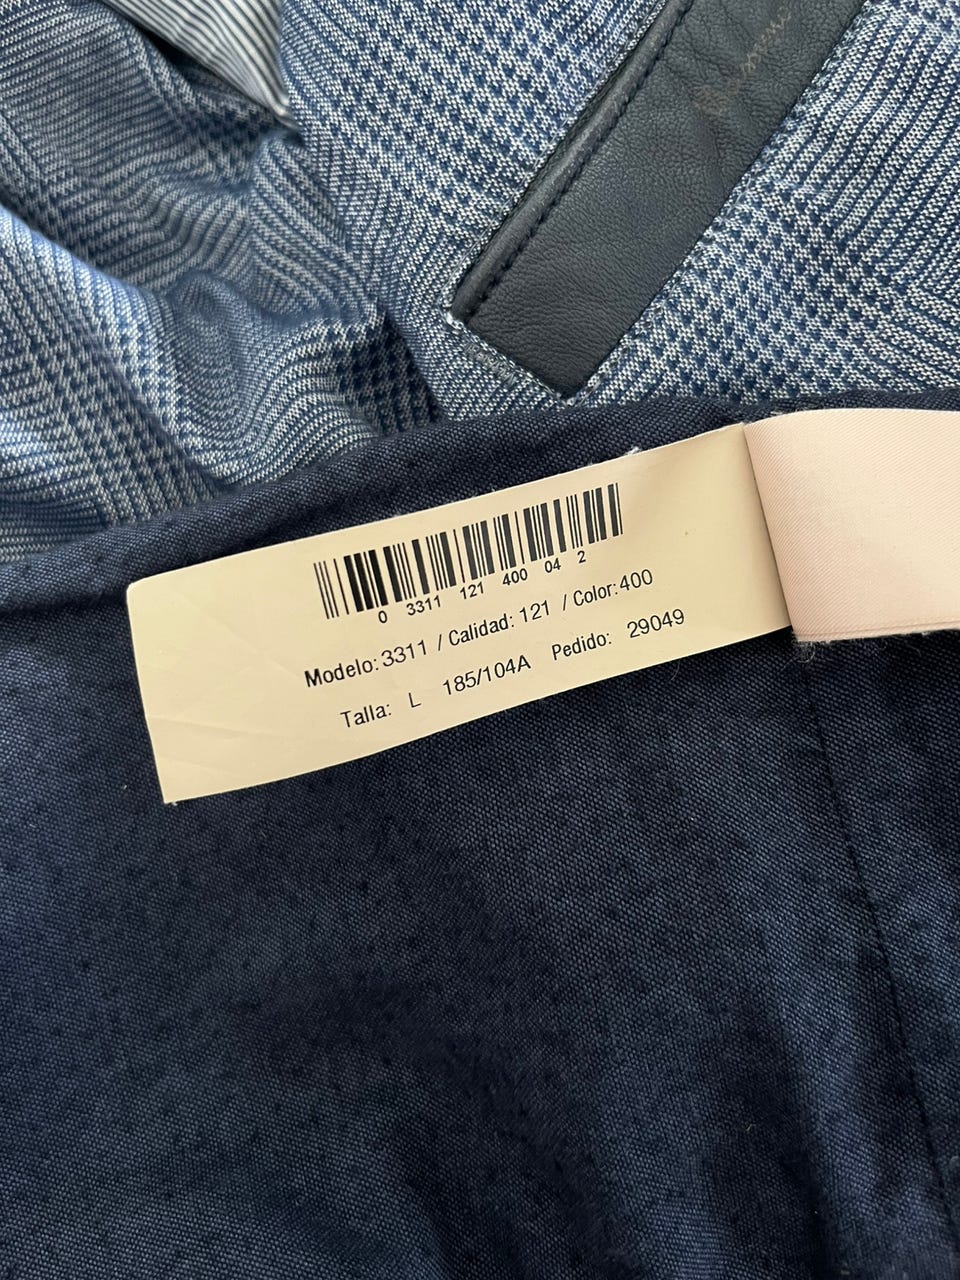 0 3311 121 400 04 2
Modelo: 3311 / Calidad: 121 / Color: 400
Talla: L 185/104A Pedido: 29049